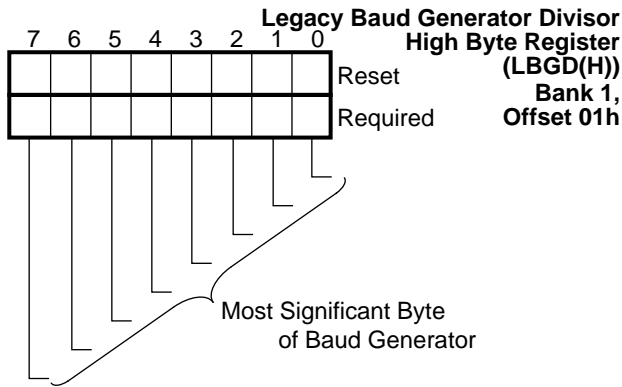 Legacy Baud Generator Divisor
High Byte Register
(LBGD(H))
Bank 1,
Offset 01h
7 6 5 4 3 2 1 0
Reset
Required
Most Significant Byte
of Baud Generator